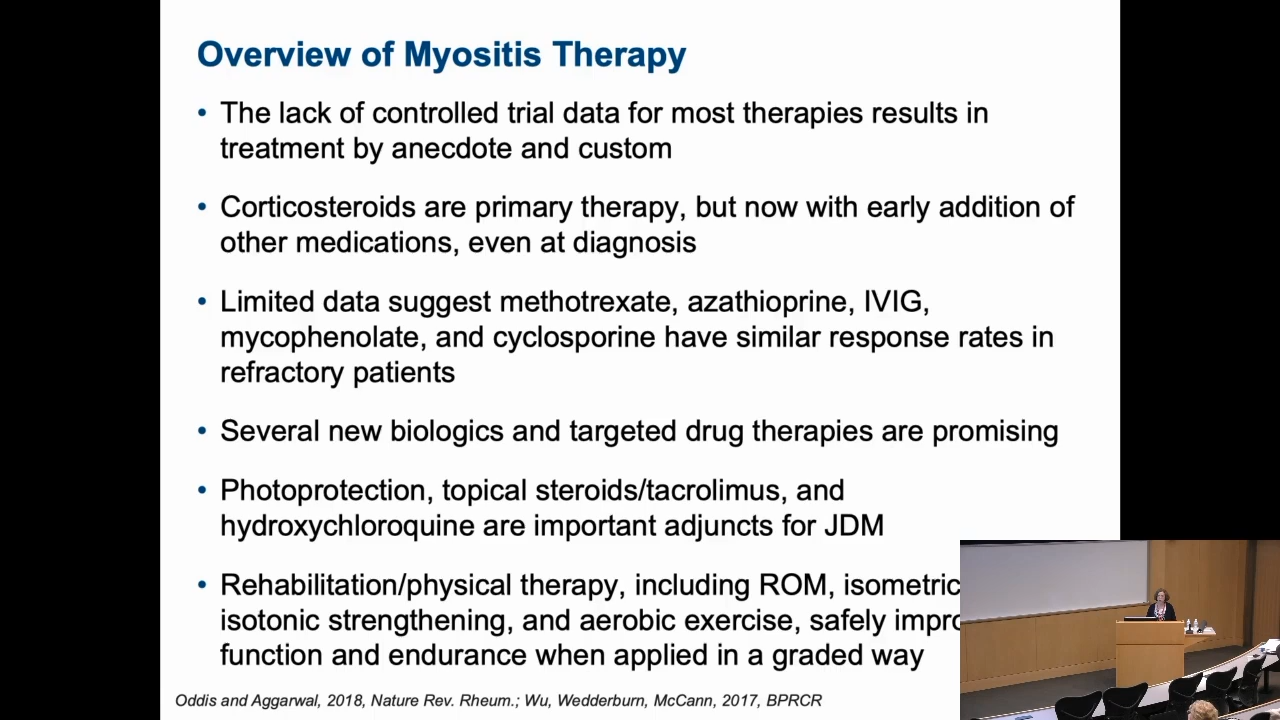 Overview of Myositis Therapy
• The lack of controlled trial data for most therapies results in
treatment by anecdote and custom
• Corticosteroids are primary therapy, but now with early addition of
other medications, even at diagnosis
• Limited data suggest methotrexate, azathioprine, IVIG,
mycophenolate, and cyclosporine have similar response rates in
refractory patients
• Several new biologics and targeted drug therapies are promising
• Photoprotection, topical steroids/tacrolimus, and
hydroxychloroquine are important adjuncts for JDM
• Rehabilitation/physical therapy, including ROM, isometric
isotonic strengthening, and aerobic exercise, safely
function and endurance when applied in a graded way
Oddis and Aggarwal, 2018, Nature Rev. Rheum.; Wu, Wedderburn, McCann, 2017, BPRCR